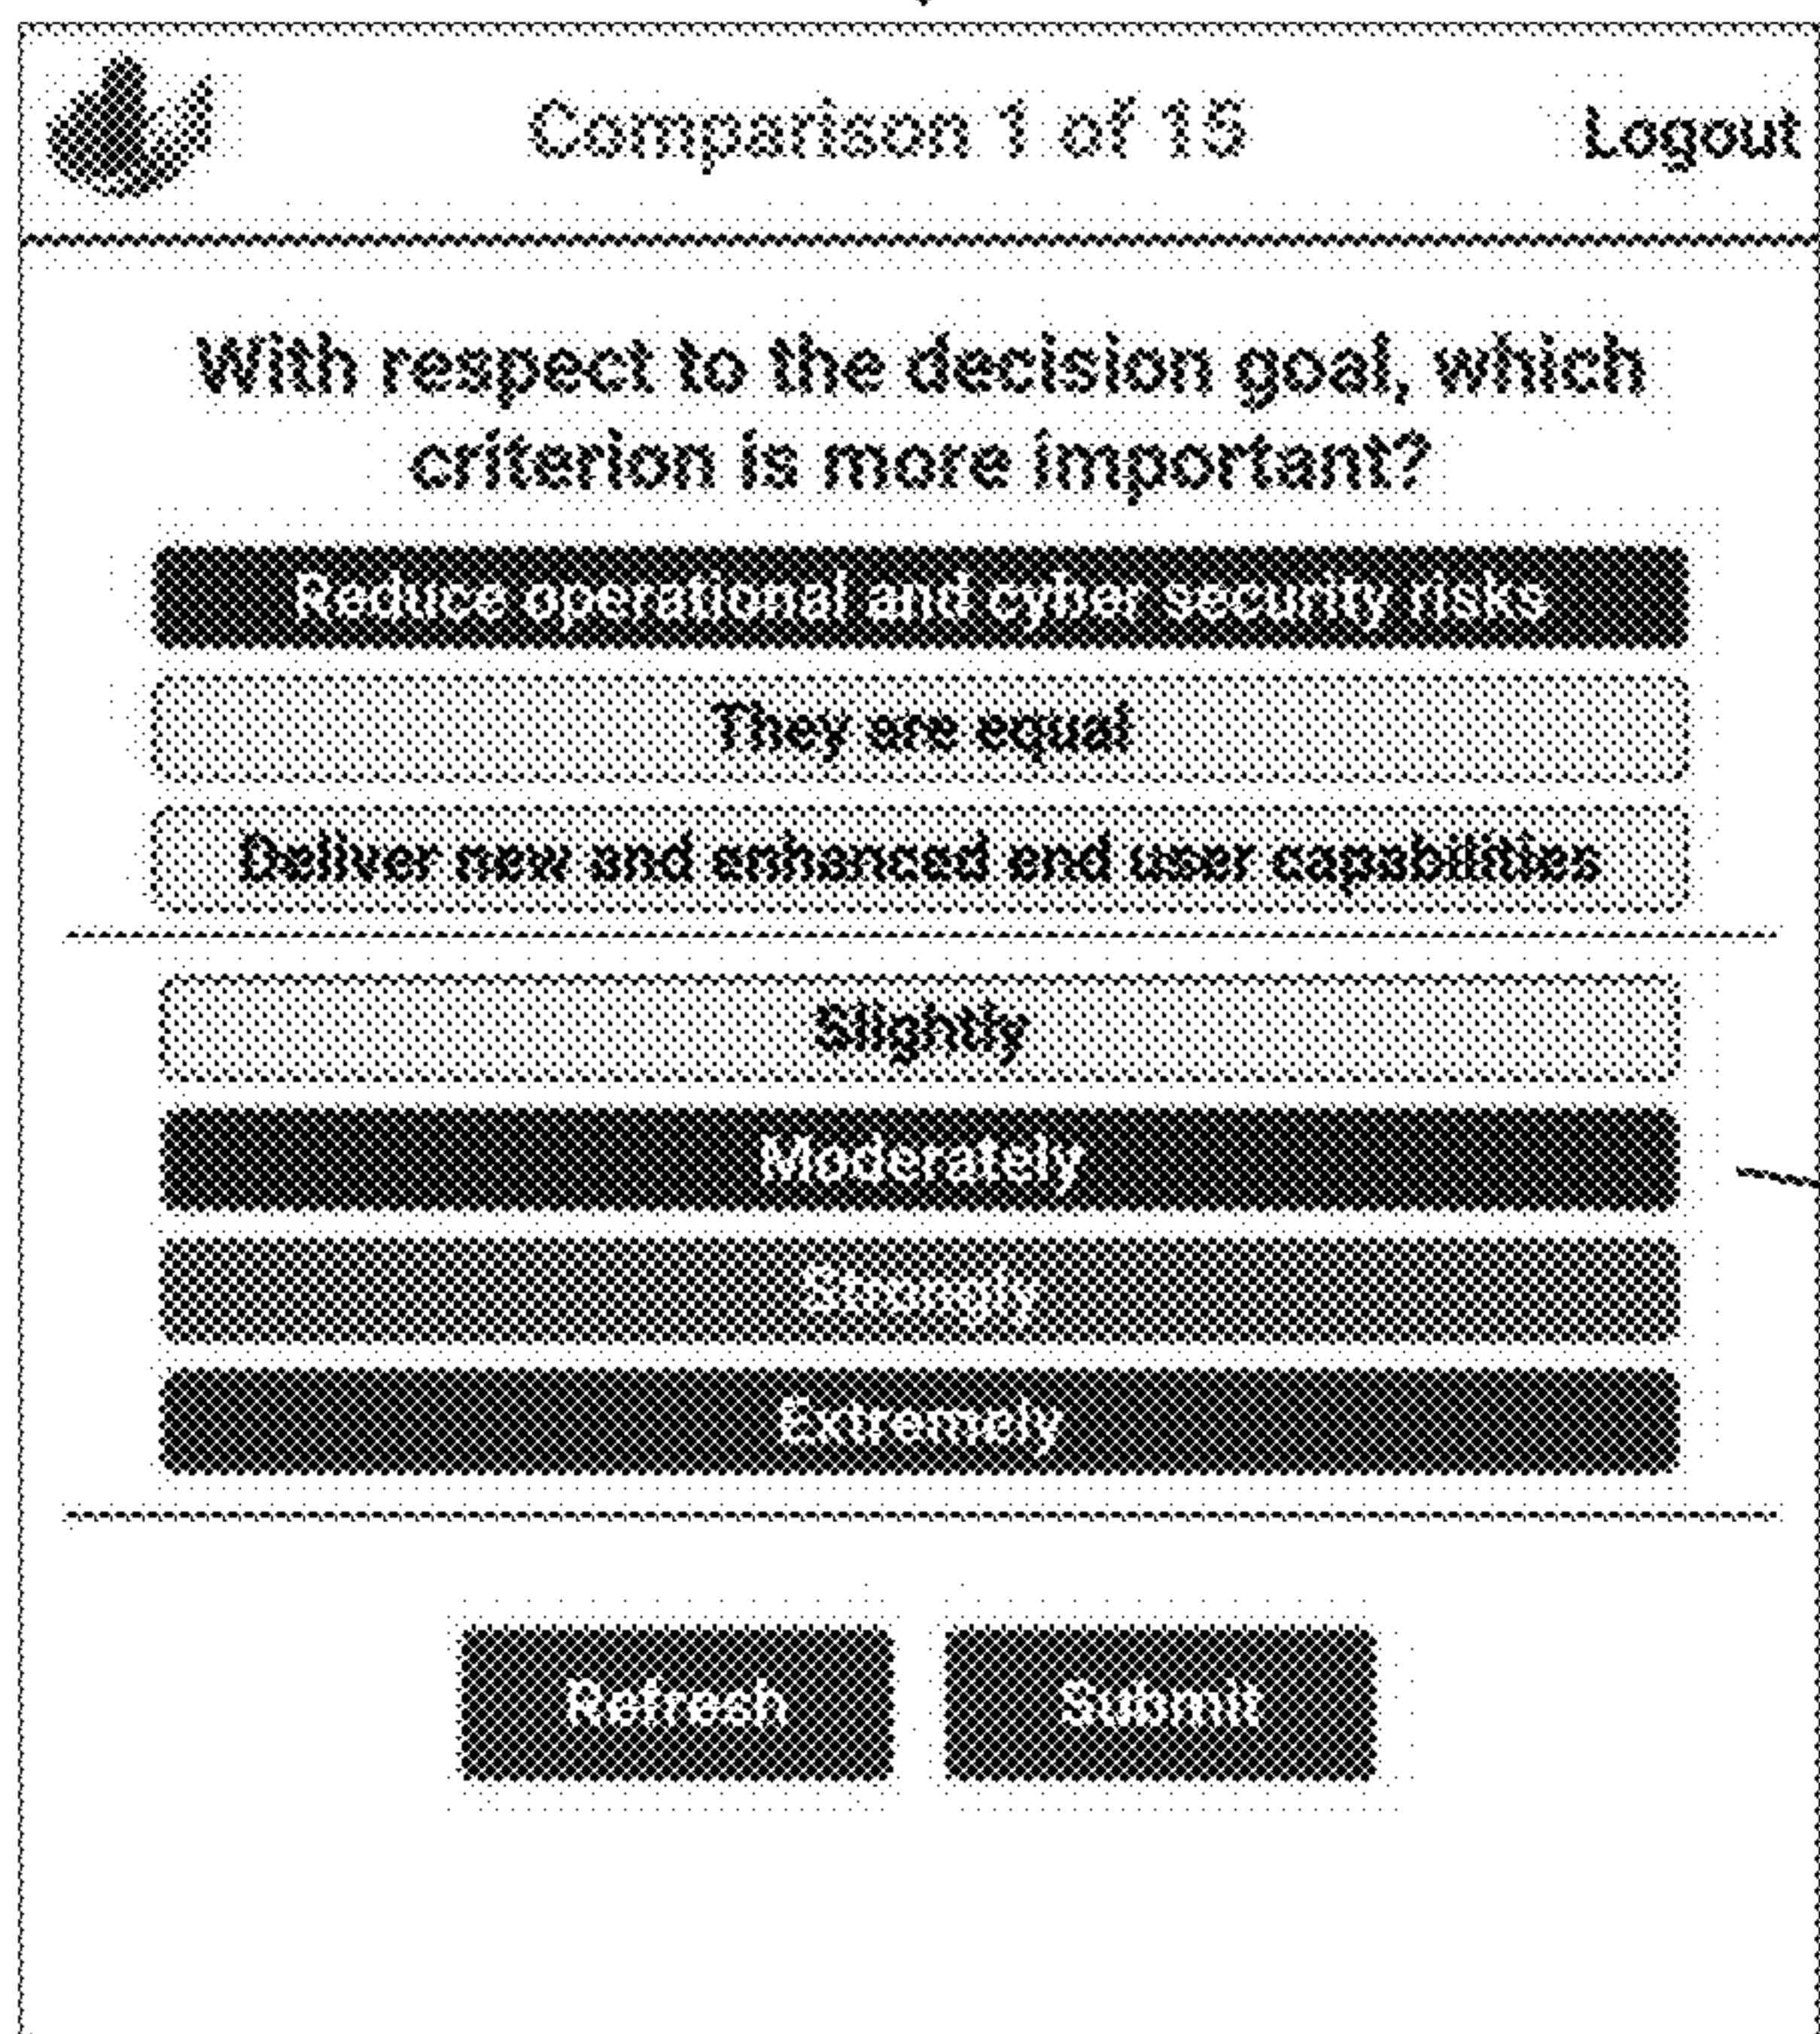 Comparison 1 of 15
Logout
With respect to the decision goal, which
criterion is more important?
Reduce operational and cyber security risks
They are equal
Deliver new and enhanced end user capabilities
Slightly
Moderately
Strongly
Extremely
Refresh
Submit